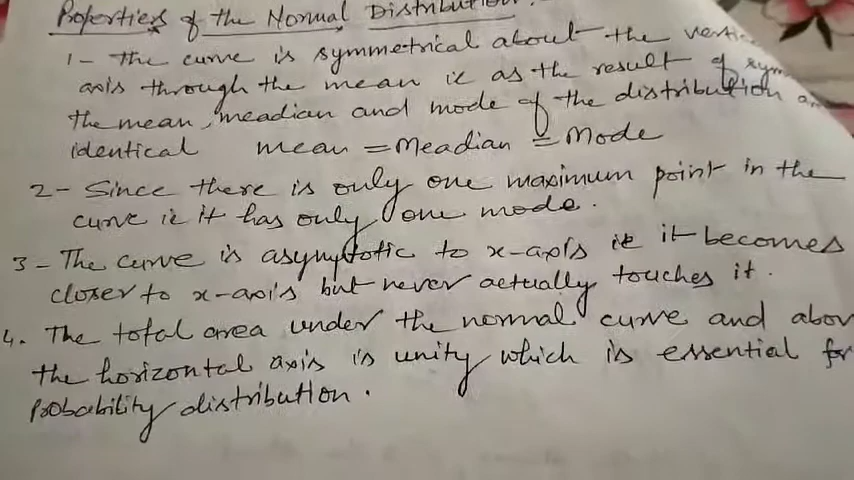 Properties of the Normal Distribution.
1- The curve is symmetrical about the
axis through the mean ie as the result of
the mean, meadian and mode of the distribution
identical mean = Meadian = Mode
2- Since there is only one maximum point in the
curve ie it has only one mode.
3- The curve is asymptotic to x-axis ie it becomes
closer to x-axis but never actually touches it.
4. The total area under the normal curve and
the horizontal axis is unity which is essential for
Probability distribution.